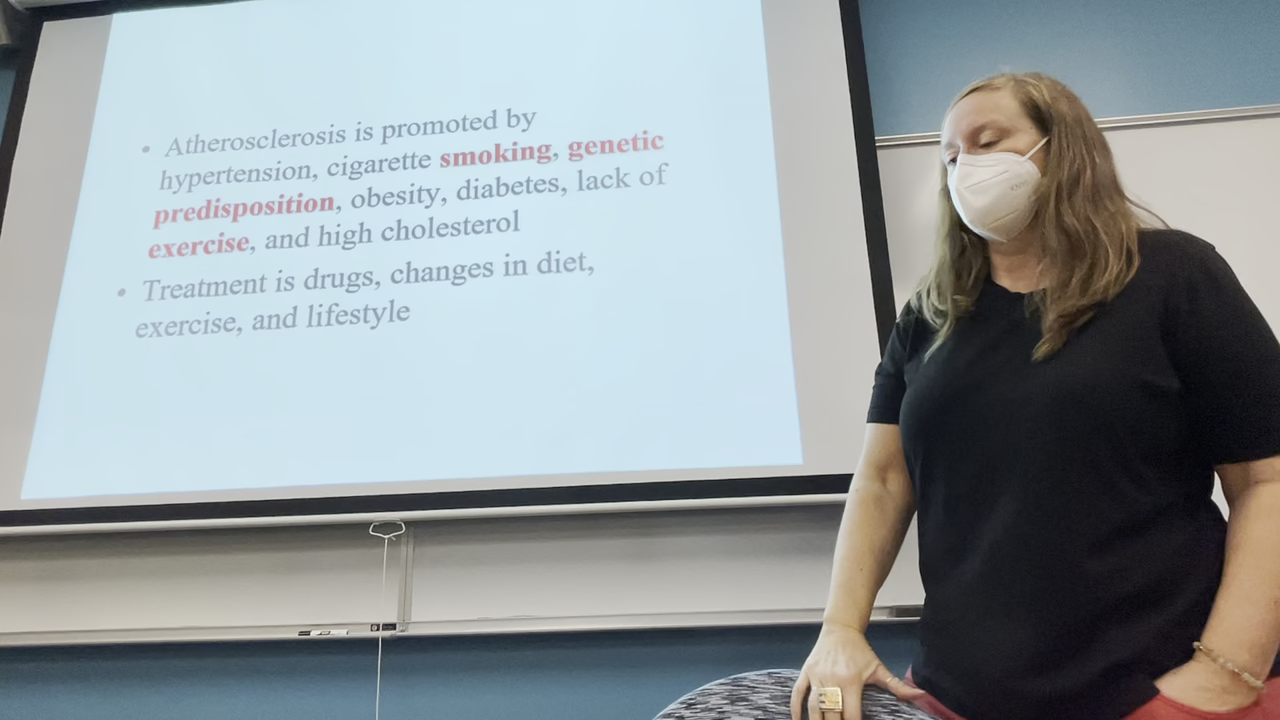 • Atherosclerosis is promoted by
hypertension, cigarette smoking, genetic
predisposition, obesity, diabetes, lack of
exercise, and high cholesterol
• Treatment is drugs, changes in diet,
exercise, and lifestyle